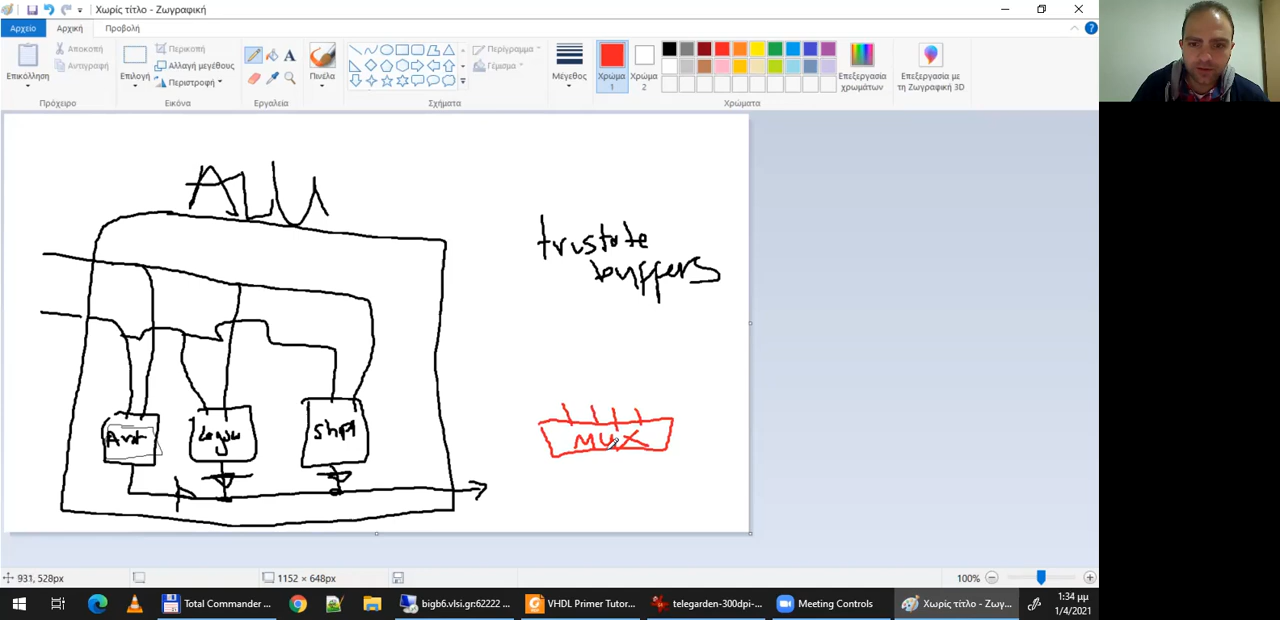 Χωρίς τίτλο - Ζωγραφική
Αρχείο
Αρχική
Προβολή
Επικόλληση
Αποκοπή
Αντιγραφή
Πρόχειρο
Επιλογή
Περικοπή
Αλλαγή μεγέθους
Περιστροφή
Εικόνα
A
Εργαλεία
Πινέλα
Περίγραμμα
Γέμισμα
Σχήματα
Μέγεθος
Χρώμα 1
Χρώμα 2
Επεξεργασία χρωμάτων
Χρώματα
Επεξεργασία με τη Ζωγραφική 3D
ALU
tristate
buffers
MUX
931, 528px
1152 × 648px
100%
Total Commander ...
bigb6.vlsi.gr:62222 ...
VHDL Primer Tutor...
telegarden-300dpi-...
Meeting Controls
Χωρίς τίτλο - Ζωγ...
1:34 μμ
1/4/2021